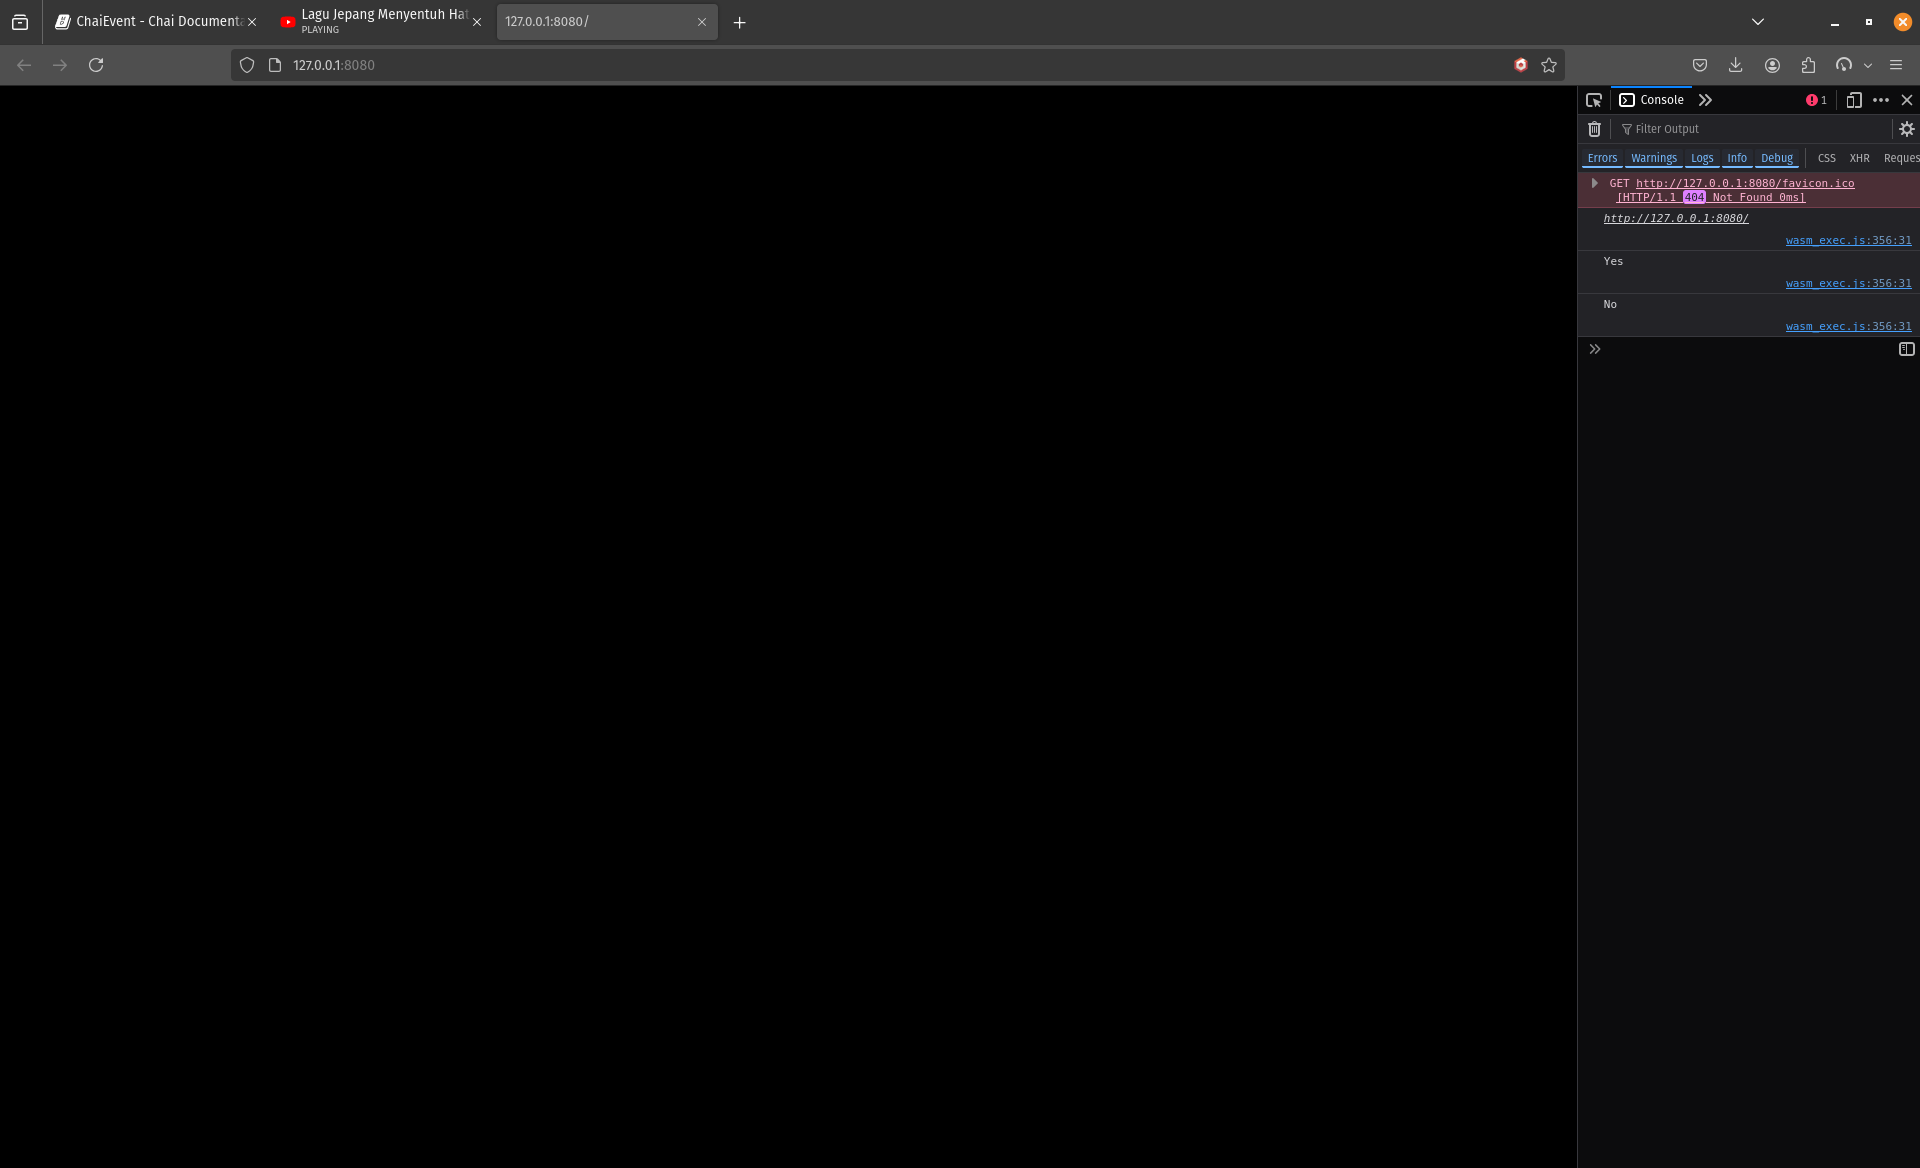 ChaiEvent - Chai Documenta
Lagu Jepang Menyentuh Hat
PLAYING
127.0.0.1:8080/
127.0.0.1:8080
Console
1
Filter Output
Errors Warnings Logs Info Debug CSS XHR Reques
GET http://127.0.0.1:8080/favicon.ico
[HTTP/1.1 404 Not Found 0ms]
http://127.0.0.1:8080/
wasm_exec.js:356:31
Yes
wasm_exec.js:356:31
No
wasm_exec.js:356:31